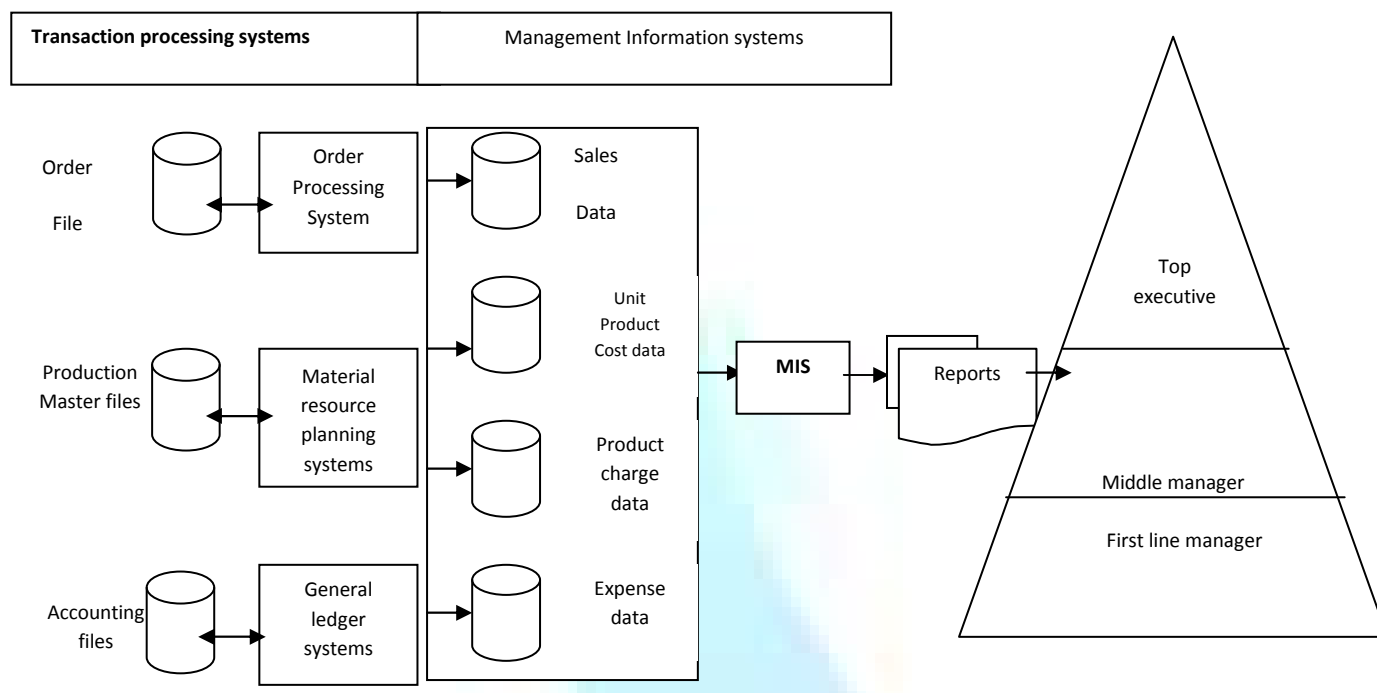 Transaction processing systems
Management Information systems
Order
File
Order
Processing
System
Sales
Data
Unit
Product
Cost data
Production
Master files
Material
resource
planning
systems
Product
charge
data
Accounting
files
General
ledger
systems
Expense
data
MIS
Reports
Top
executive
Middle manager
First line manager